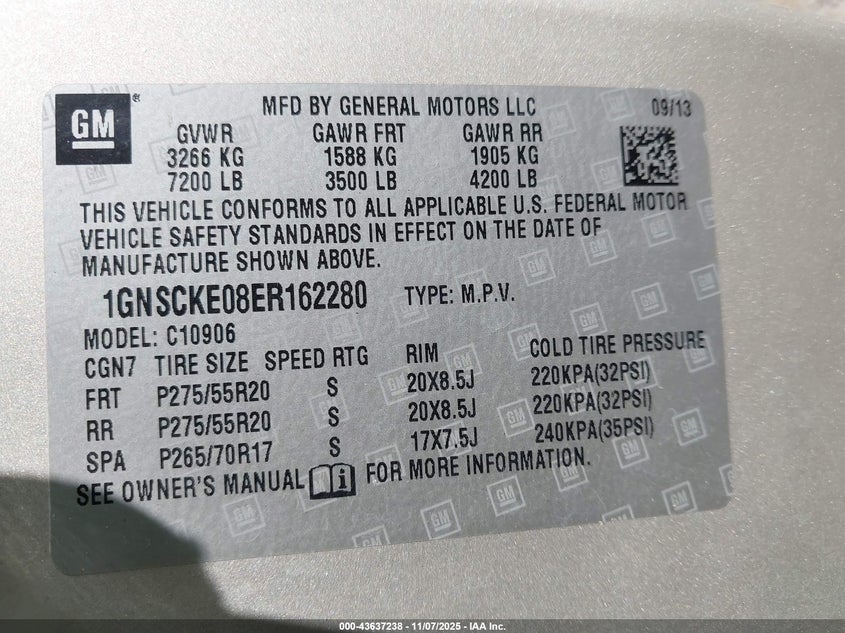 GM
MFD BY GENERAL MOTORS LLC 09/13
GVWR GAWR FRT GAWR RR
3266 KG 1588 KG 1905 KG
7200 LB 3500 LB 4200 LB
THIS VEHICLE CONFORMS TO ALL APPLICABLE U.S. FEDERAL MOTOR
VEHICLE SAFETY STANDARDS IN EFFECT ON THE DATE OF
MANUFACTURE SHOWN ABOVE.
1GNSCKE08ER162280 TYPE: M.P.V.
MODEL: C10906
CGN7 TIRE SIZE SPEED RTG RIM COLD TIRE PRESSURE
FRT P275/55R20 S 20X8.5J 220KPA(32PSI)
RR P275/55R20 S 20X8.5J 220KPA(32PSI)
SPA P265/70R17 S 17X7.5J 240KPA(35PSI)
SEE OWNER'S MANUAL i FOR MORE INFORMATION.
000-43637238 - 11/07/2025 - IAA Inc.